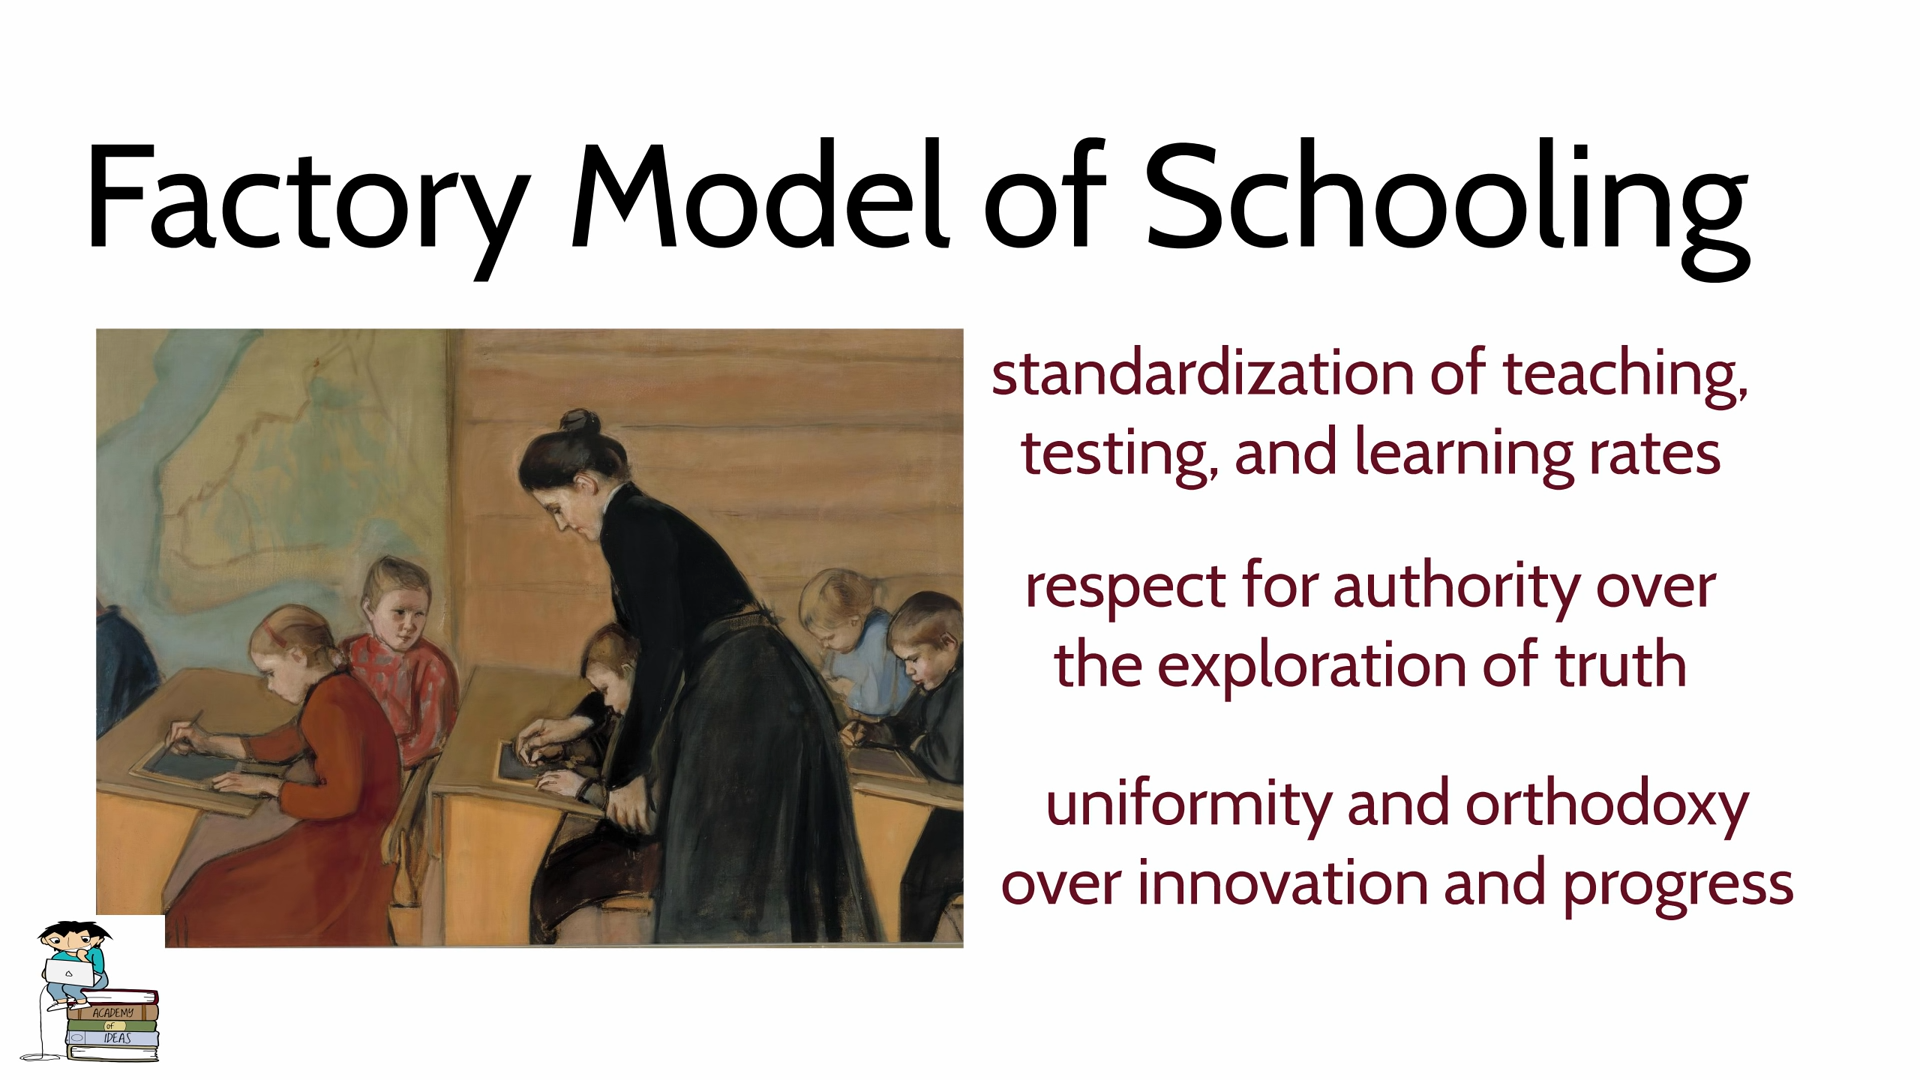 Factory Model of Schooling
standardization of teaching,
testing, and learning rates
respect for authority over
the exploration of truth
uniformity and orthodoxy
over innovation and progress
ACADEMY
of
IDEAS